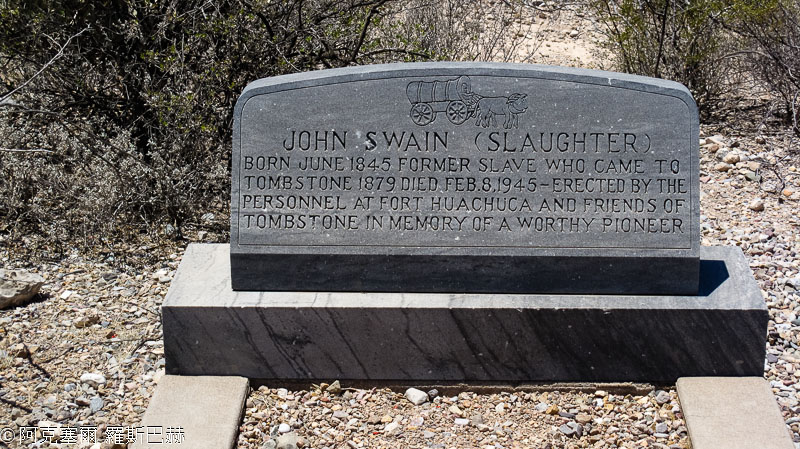 JOHN SWAIN (SLAUGHTER)
BORN JUNE 1845 FORMER SLAVE WHO CAME TO
TOMBSTONE 1879 DIED FEB. 8, 1945 - ERECTED BY THE
PERSONNEL AT FORT HUACHUCA AND FRIENDS OF
TOMBSTONE IN MEMORY OF A WORTHY PIONEER
© 阿克塞爾 羅斯巴赫